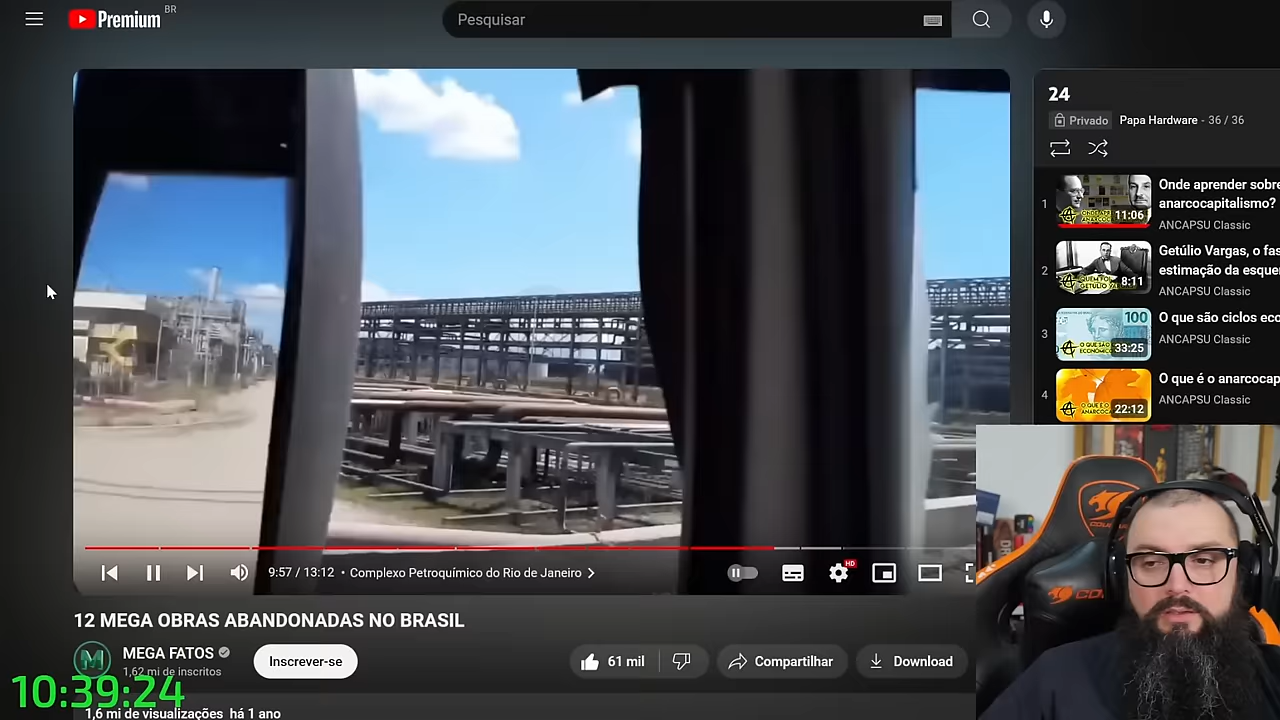 Premium BR
Pesquisar
24
Privado Papa Hardware - 36 / 36
1
11:06
Onde aprender sobre
anarcocapitalismo?
ANCAPSU Classic
2
8:11
Getúlio Vargas, o fas
estimação da esque
ANCAPSU Classic
3
100
33:25
O que são ciclos eco
ANCAPSU Classic
4
22:12
O que é o anarcocap
ANCAPSU Classic
9:57 / 13:12 • Complexo Petroquímico do Rio de Janeiro
HD
12 MEGA OBRAS ABANDONADAS NO BRASIL
MEGA FATOS
1,62 mi de inscritos
Inscrever-se
61 mil
Compartilhar
Download
10:39:24
1,6 mi de visualizações há 1 ano